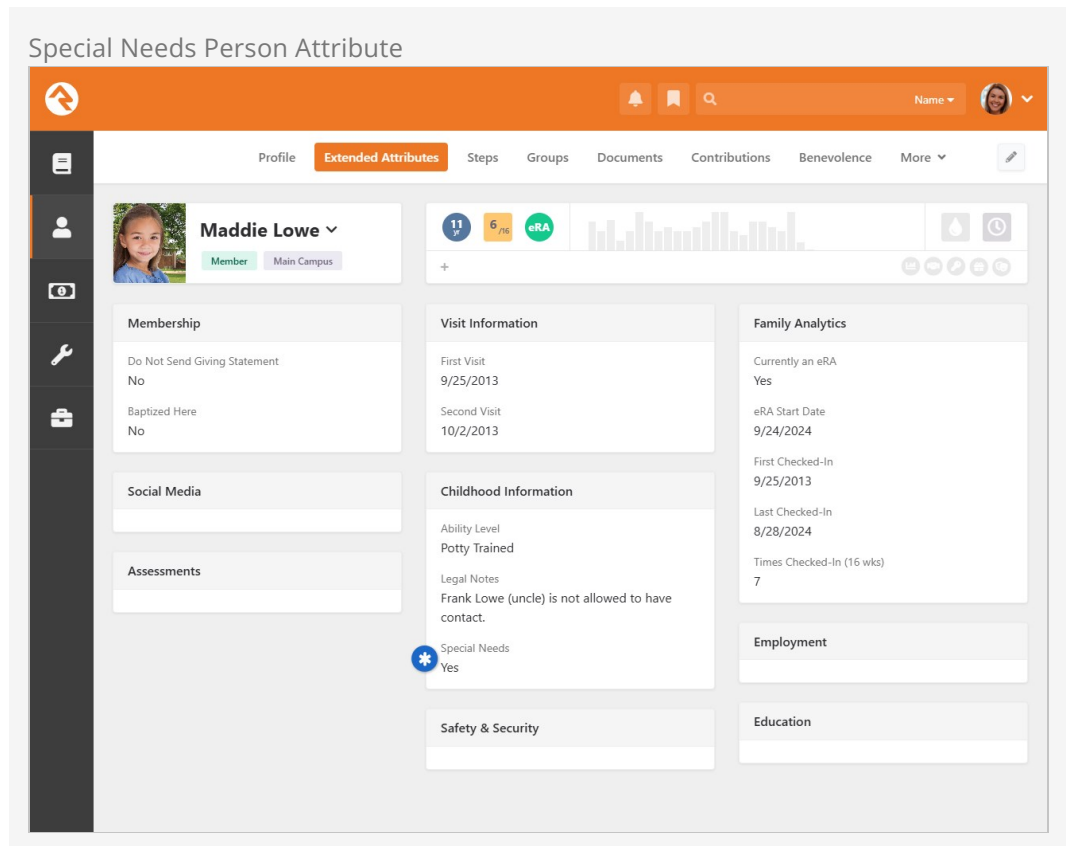 Special Needs Person Attribute
Name
Profile Extended Attributes Steps Groups Documents Contributions Benevolence More
Maddie Lowe
Member Main Campus
11 yr 6 /16 eRA
+
Membership
Do Not Send Giving Statement
No
Baptized Here
No
Social Media
Assessments
Visit Information
First Visit
9/25/2013
Second Visit
10/2/2013
Childhood Information
Ability Level
Potty Trained
Legal Notes
Frank Lowe (uncle) is not allowed to have
contact.
Special Needs
Yes
Safety & Security
Family Analytics
Currently an eRA
Yes
eRA Start Date
9/24/2024
First Checked-In
9/25/2013
Last Checked-In
8/28/2024
Times Checked-In (16 wks)
7
Employment
Education